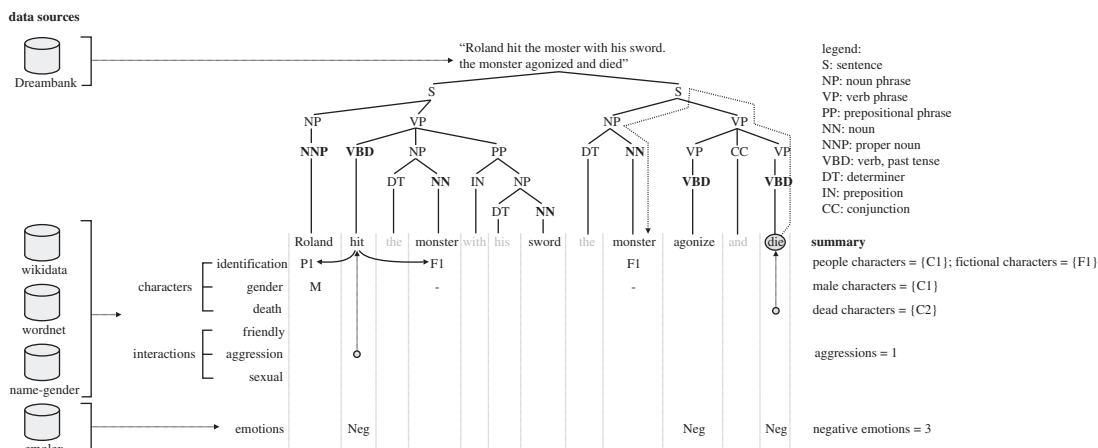 data sources
Dreambank
“Roland hit the moster with his sword.
the monster agonized and died”
legend:
S: sentence
NP: noun phrase
VP: verb phrase
PP: prepositional phrase
NN: noun
NNP: proper noun
VBD: verb, past tense
DT: determiner
IN: preposition
CC: conjunction
S S
NP VP NP VP
NNP VBD NP PP DT NN VP CC VP
DT NN IN NP VBD VBD
DT NN
Roland hit the monster with his sword the monster agonize and die summary
wikidata
identification P1 F1 F1 people characters = {C1}; fictional characters = {F1}
characters gender M - - male characters = {C1}
death dead characters = {C2}
wordnet
friendly
interactions aggression aggressions = 1
sexual
name-gender
emotions Neg Neg Neg negative emotions = 3